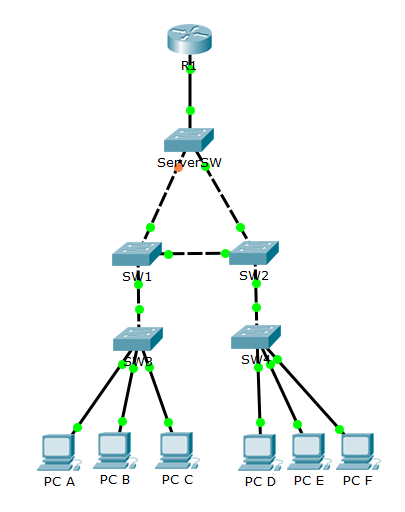 R1
ServerSW
SW1
SW2
SW3
SW4
PC A
PC B
PC C
PC D
PC E
PC F